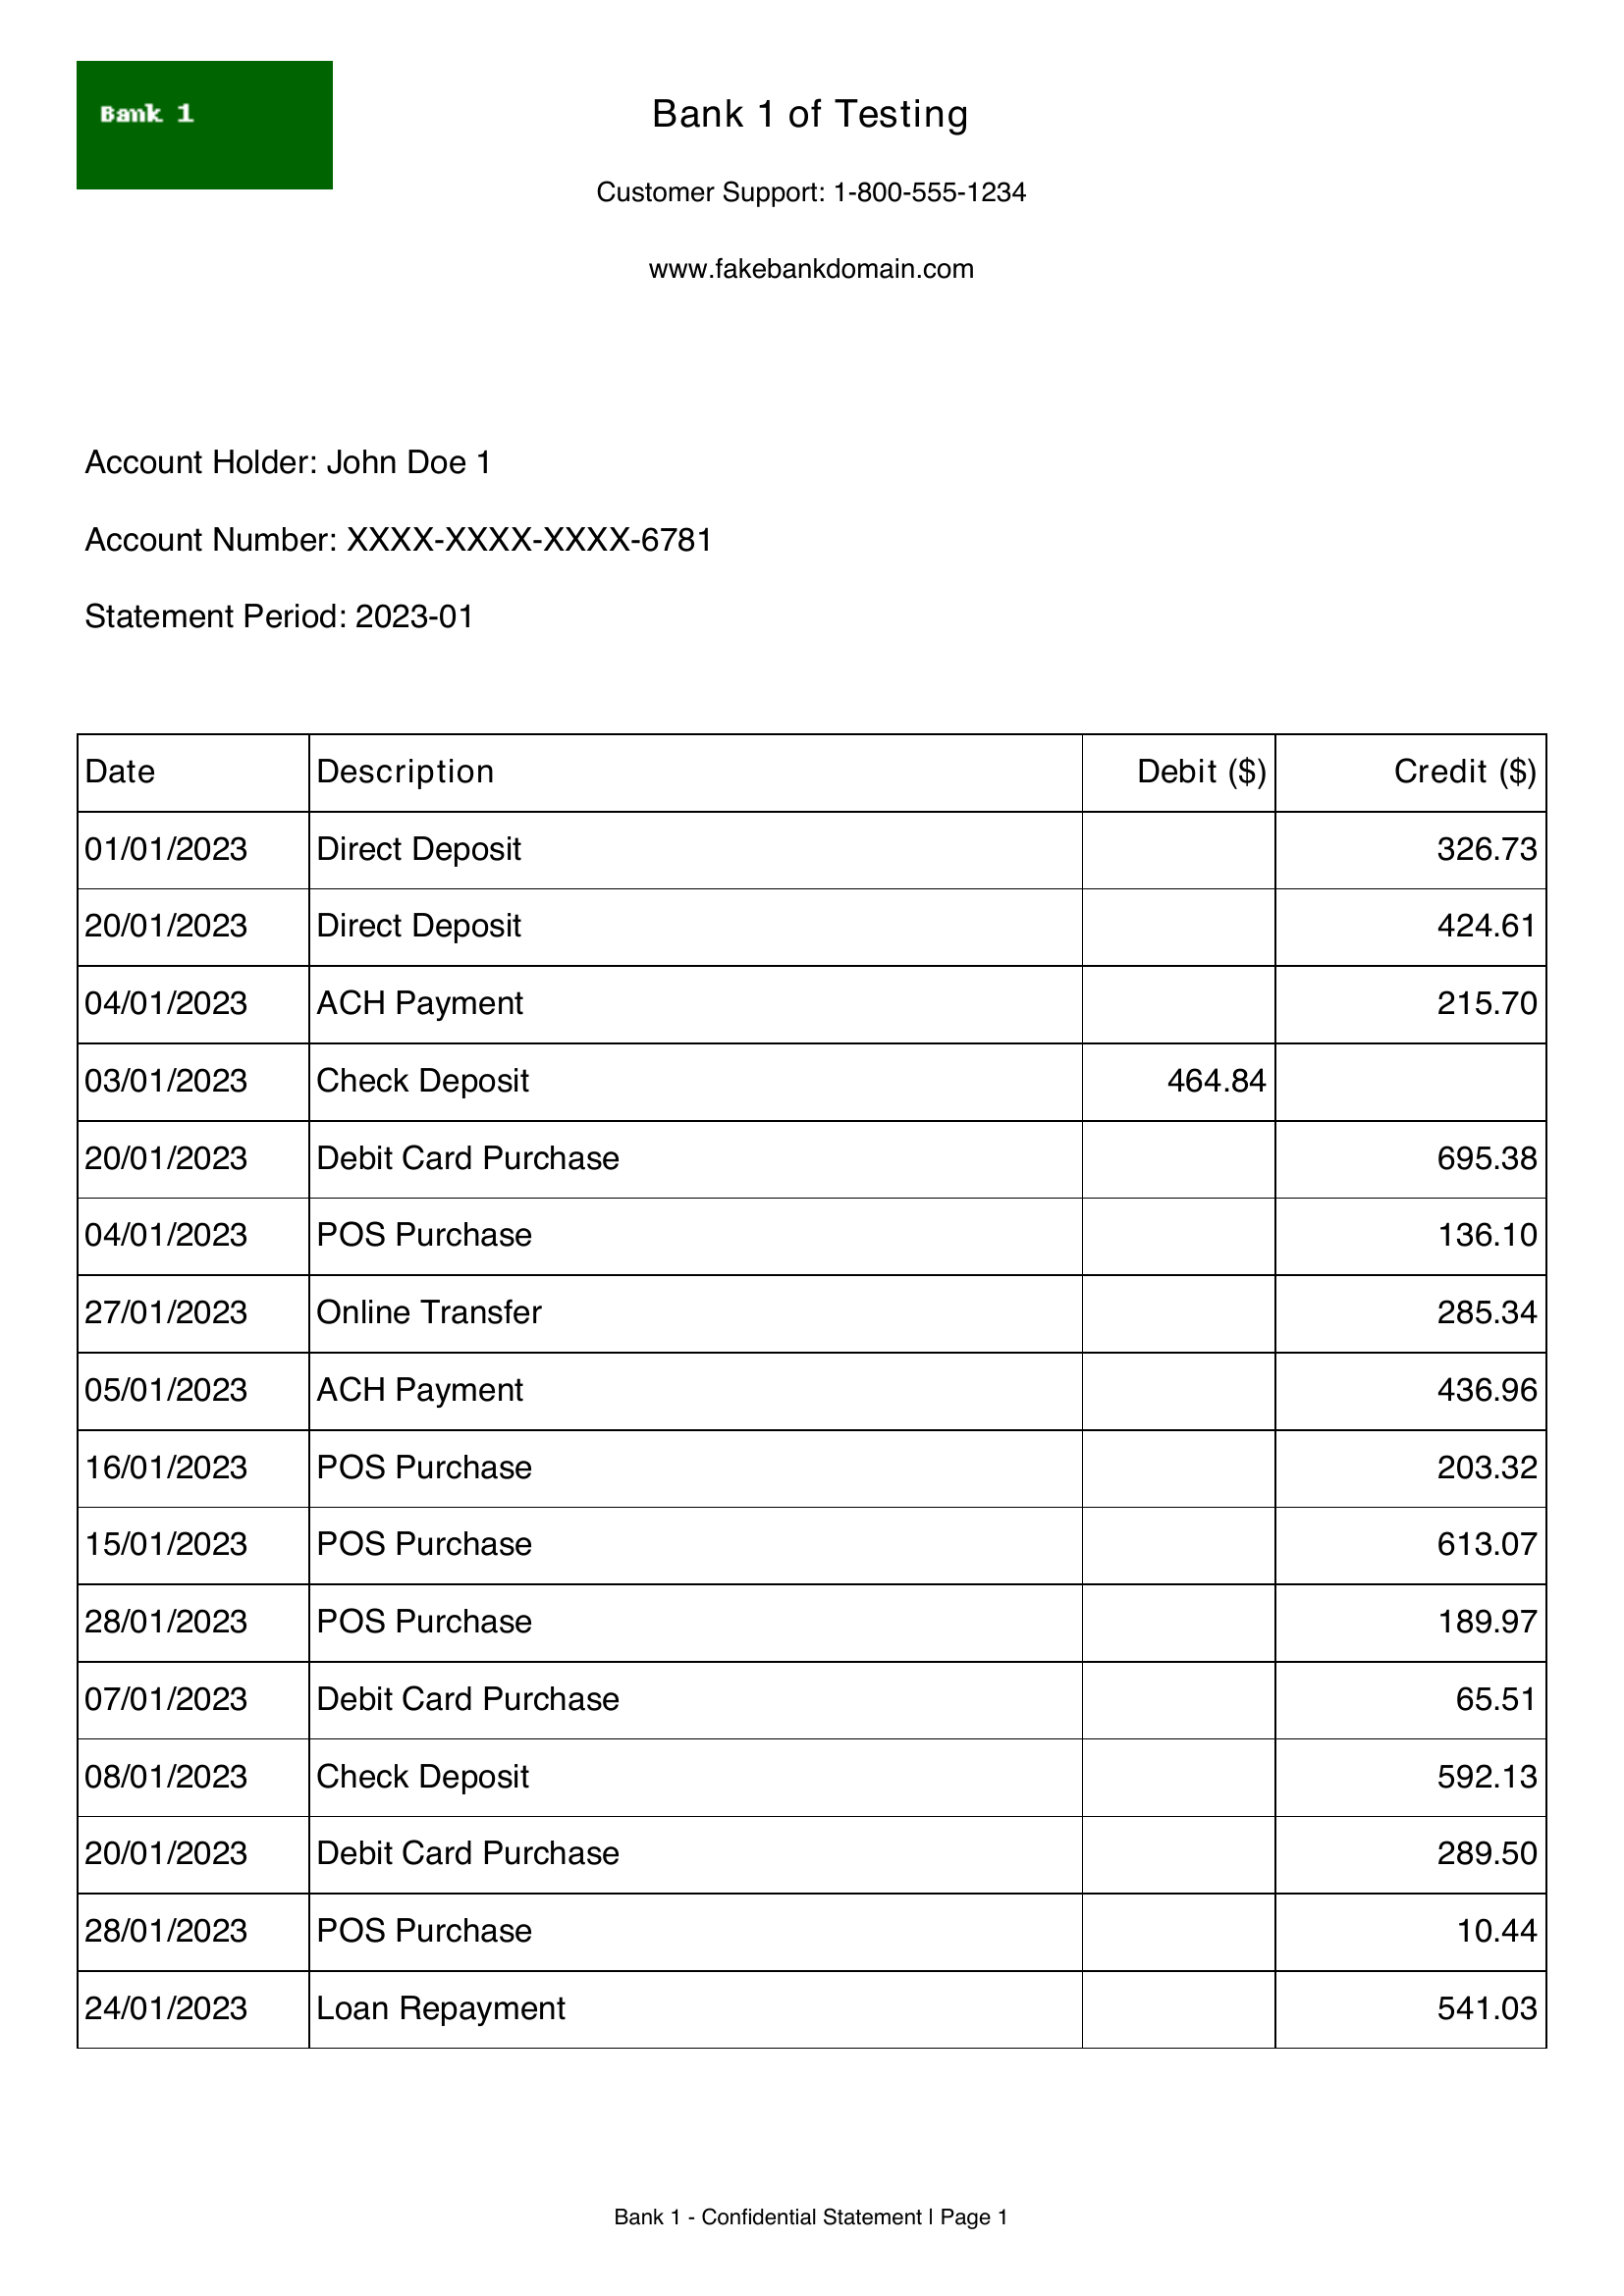 Bank 1
Bank 1 of Testing
Customer Support: 1-800-555-1234
www.fakebankdomain.com
Account Holder: John Doe 1
Account Number: XXXX-XXXX-XXXX-6781
Statement Period: 2023-01
Date Description Debit ($) Credit ($)
01/01/2023 Direct Deposit 326.73
20/01/2023 Direct Deposit 424.61
04/01/2023 ACH Payment 215.70
03/01/2023 Check Deposit 464.84
20/01/2023 Debit Card Purchase 695.38
04/01/2023 POS Purchase 136.10
27/01/2023 Online Transfer 285.34
05/01/2023 ACH Payment 436.96
16/01/2023 POS Purchase 203.32
15/01/2023 POS Purchase 613.07
28/01/2023 POS Purchase 189.97
07/01/2023 Debit Card Purchase 65.51
08/01/2023 Check Deposit 592.13
20/01/2023 Debit Card Purchase 289.50
28/01/2023 POS Purchase 10.44
24/01/2023 Loan Repayment 541.03
Bank 1 - Confidential Statement | Page 1